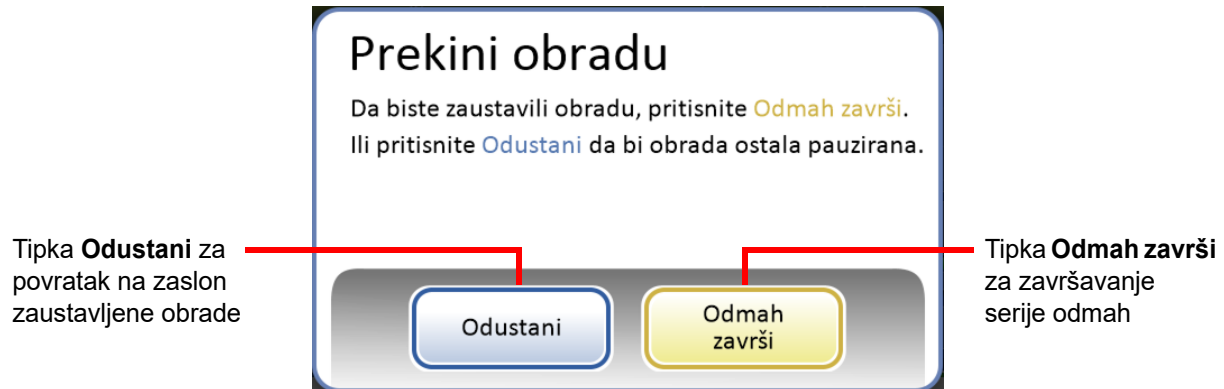 Prekini obradu
Da biste zaustavili obradu, pritisnite Odmah završi.
Ili pritisnite Odustani da bi obrada ostala pauzirana.
Tipka Odustani za
povratak na zaslon
zaustavljene obrade
Odustani
Odmah
završi
Tipka Odmah završi
za završavanje
serije odmah